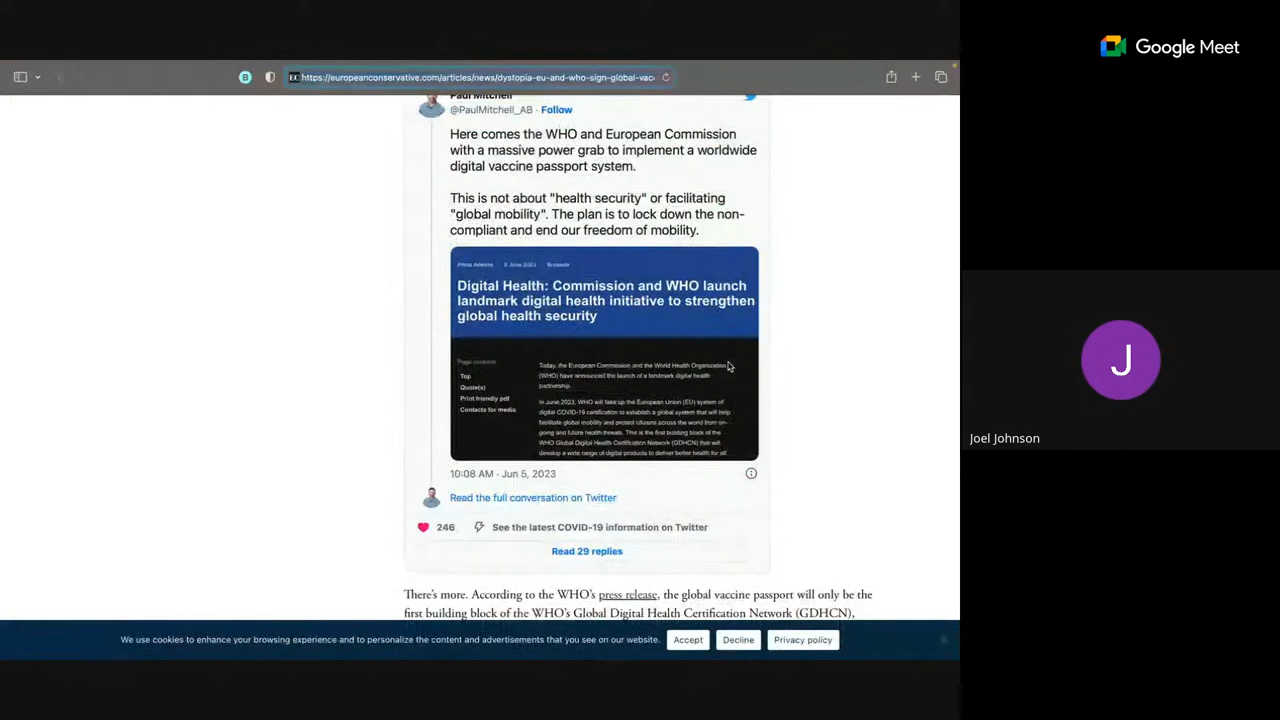 Google Meet
B
EC https://europeanconservative.com/articles/news/dystopia-eu-and-who-sign-global-vac
Paul Mitchell
@PaulMitchell_AB · Follow
Here comes the WHO and European Commission
with a massive power grab to implement a worldwide
digital vaccine passport system.
This is not about "health security" or facilitating
"global mobility". The plan is to lock down the non-
compliant and end our freedom of mobility.
Press release 5 June 2023 Brussels
Digital Health: Commission and WHO launch
landmark digital health initiative to strengthen
global health security
Page contents
Top
Quote(s)
Print friendly pdf
Contacts for media
Today, the European Commission and the World Health Organization
(WHO) have announced the launch of a landmark digital health
partnership.
In June 2023, WHO will take up the European Union (EU) system of
digital COVID-19 certification to establish a global system that will help
facilitate global mobility and protect citizens across the world from on-
going and future health threats. This is the first building block of the
WHO Global Digital Health Certification Network (GDHCN) that will
develop a wide range of digital products to deliver better health for all.
10:08 AM · Jun 5, 2023
Read the full conversation on Twitter
246 See the latest COVID-19 information on Twitter
Read 29 replies
There's more. According to the WHO's press release, the global vaccine passport will only be the
first building block of the WHO's Global Digital Health Certification Network (GDHCN),
We use cookies to enhance your browsing experience and to personalize the content and advertisements that you see on our website. Accept Decline Privacy policy
J
Joel Johnson